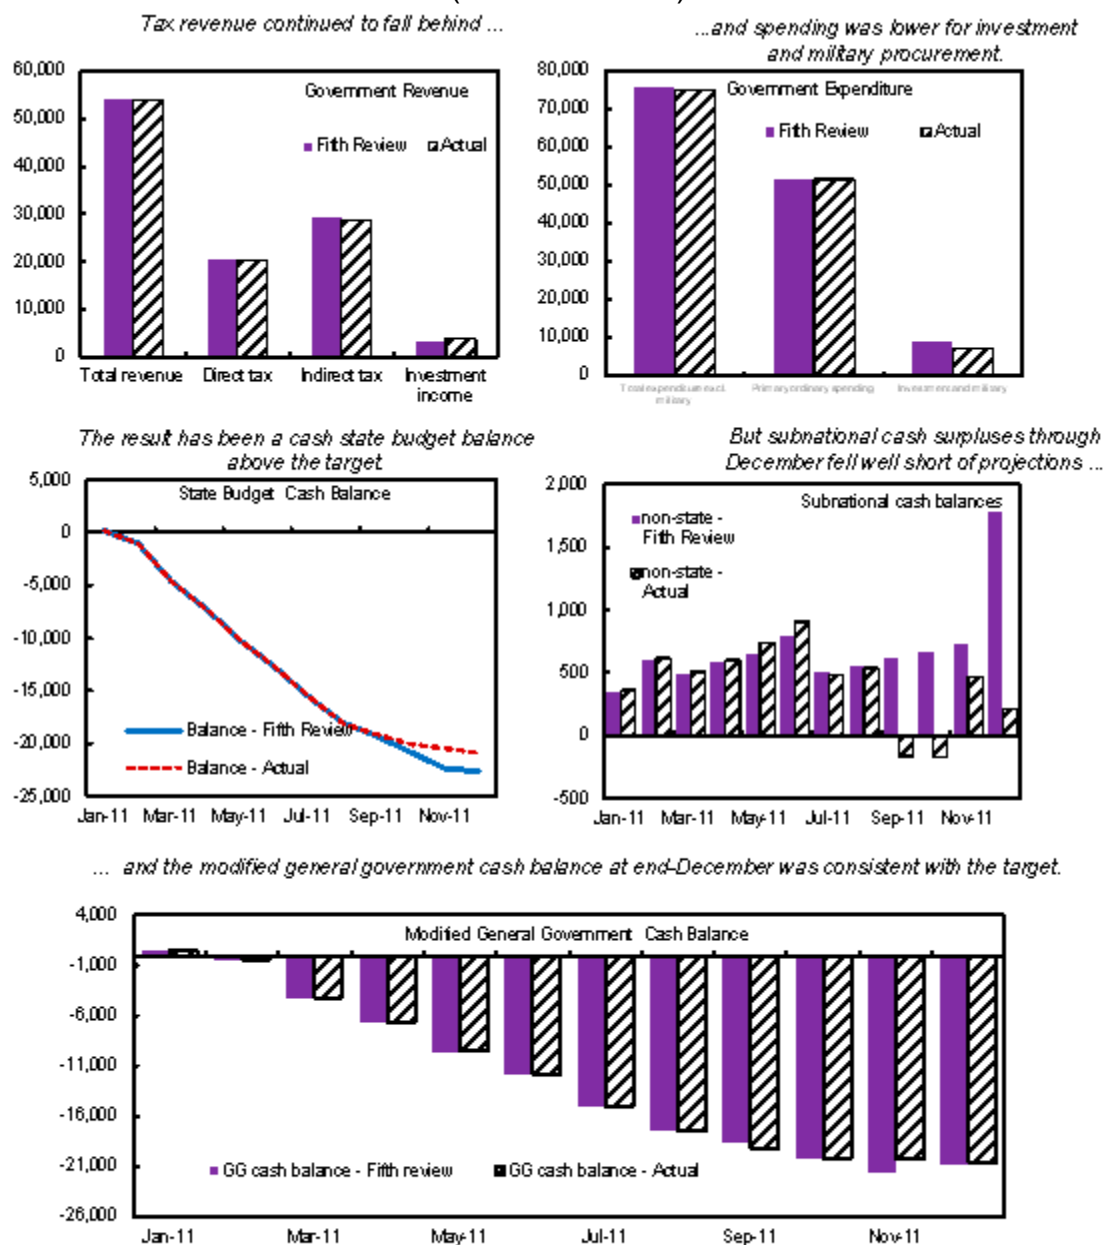 Tax revenue continued to fall behind ...
...and spending was lower for investment
and military procurement.
60,000
50,000
40,000
30,000
20,000
10,000
0
Government Revenue
Fifth Review
Actual
Total revenue
Direct tax
Indirect tax
Investment
income
80,000
70,000
60,000
50,000
40,000
30,000
20,000
10,000
0
Government Expenditure
Fifth Review
Actual
Total expenditure excl.
military
Primary ordinary spending
Investment and military
The result has been a cash state budget balance
above the target.
5,000
0
-5,000
-10,000
-15,000
-20,000
-25,000
State Budget Cash Balance
Balance - Fifth Review
Balance - Actual
Jan-11
Mar-11
May-11
Jul-11
Sep-11
Nov-11
But subnational cash surpluses through
December fell well short of projections ...
2,000
1,500
1,000
500
0
-500
Subnational cash balances
non-state -
Fifth Review
non-state -
Actual
Jan-11
Mar-11
May-11
Jul-11
Sep-11
Nov-11
... and the modified general government cash balance at end-December was consistent with the target.
4,000
-1,000
-6,000
-11,000
-16,000
-21,000
-26,000
Modified General Government Cash Balance
GG cash balance - Fifth review
GG cash balance - Actual
Jan-11
Mar-11
May-11
Jul-11
Sep-11
Nov-11